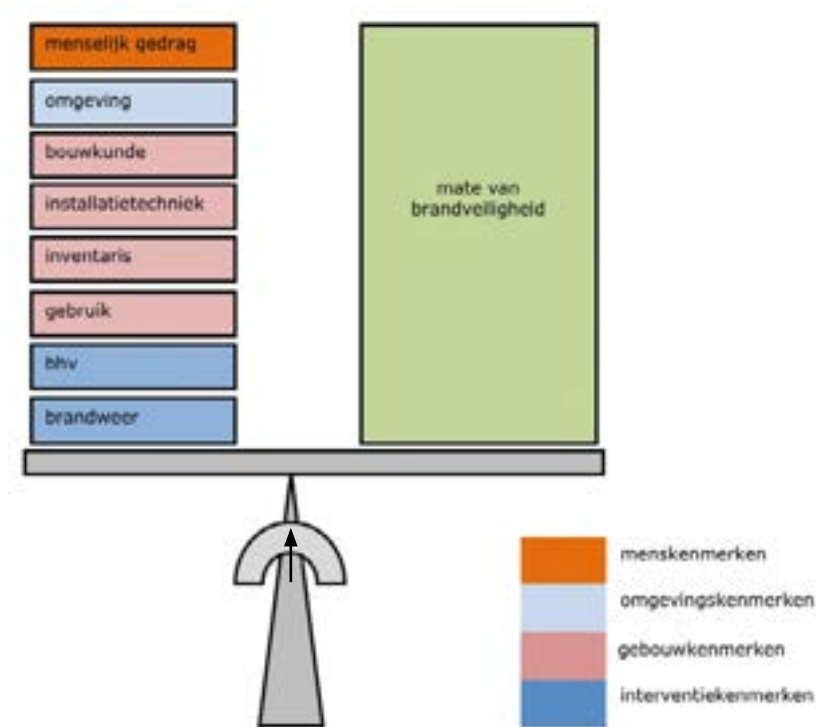 menselijk gedrag
omgeving
bouwkunde
installatietechniek
inventaris
gebruik
bhv
brandweer
mate van
brandveiligheid
menskenmerken
omgevingskenmerken
gebouwkenmerken
interventiekenmerken